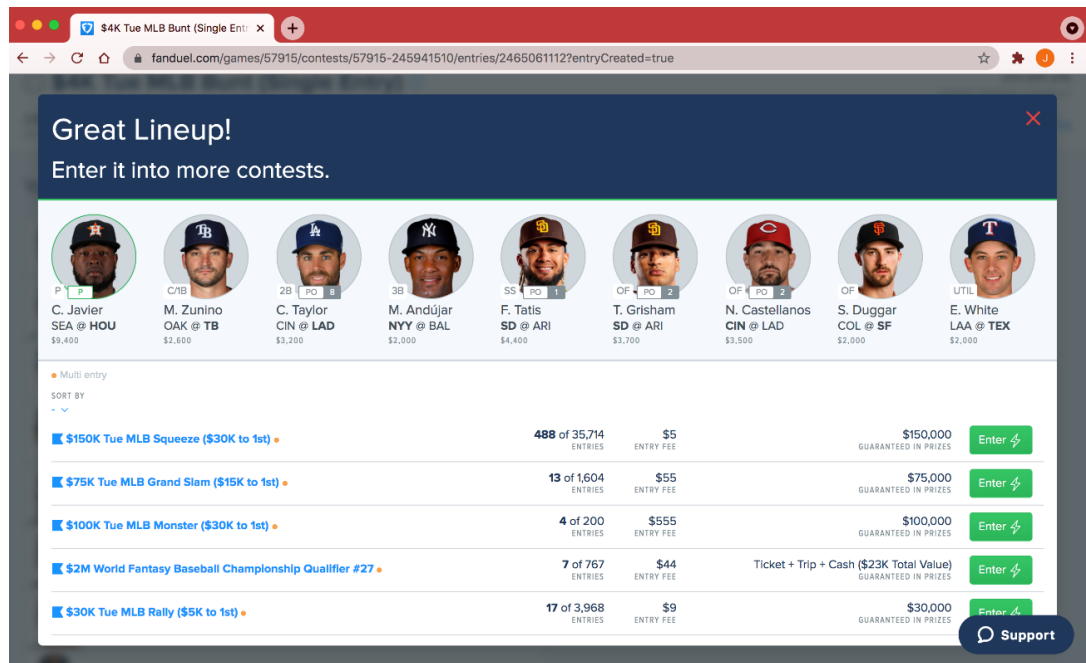 $4K Tue MLB Bunt (Single Entr
fanduel.com/games/57915/contests/57915-245941510/entries/2465061112?entryCreated=true
J
$4K Tue MLB Bunt (Single Entry)
Great Lineup!
Enter it into more contests.
P P
C/1B
2B PO 8
3B
SS PO 1
OF PO 2
OF PO 2
OF
UTIL
C. Javier
SEA @ HOU
$9,400
M. Zunino
OAK @ TB
$2,600
C. Taylor
CIN @ LAD
$3,200
M. Andújar
NYY @ BAL
$2,000
F. Tatis
SD @ ARI
$4,400
T. Grisham
SD @ ARI
$3,700
N. Castellanos
CIN @ LAD
$3,500
S. Duggar
COL @ SF
$2,000
E. White
LAA @ TEX
$2,000
Multi entry
SORT BY
-
$150K Tue MLB Squeeze ($30K to 1st)
488 of 35,714
ENTRIES
$5
ENTRY FEE
$150,000
GUARANTEED IN PRIZES
Enter
$75K Tue MLB Grand Slam ($15K to 1st)
13 of 1,604
ENTRIES
$55
ENTRY FEE
$75,000
GUARANTEED IN PRIZES
Enter
$100K Tue MLB Monster ($30K to 1st)
4 of 200
ENTRIES
$555
ENTRY FEE
$100,000
GUARANTEED IN PRIZES
Enter
$2M World Fantasy Baseball Championship Qualifier #27
7 of 767
ENTRIES
$44
ENTRY FEE
Ticket + Trip + Cash ($23K Total Value)
GUARANTEED IN PRIZES
Enter
$30K Tue MLB Rally ($5K to 1st)
17 of 3,968
ENTRIES
$9
ENTRY FEE
$30,000
GUARANTEED IN PRIZES
Enter
Support